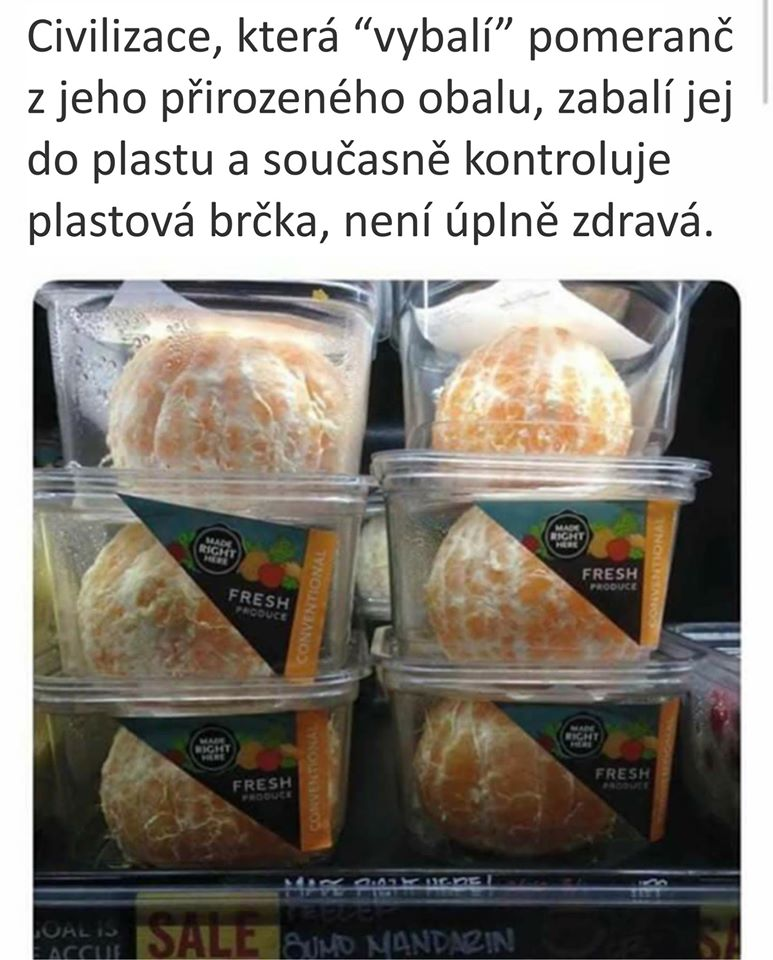 Civilizace, která “vybalí” pomeranč
z jeho přirozeného obalu, zabalí jej
do plastu a současně kontroluje
plastová brčka, není úplně zdravá.
MADE
RIGHT
HERE
FRESH
PRODUCE
CONVENTIONAL
MADE
RIGHT
HERE
FRESH
PRODUCE
CONVENTIONAL
MADE
RIGHT
HERE
FRESH
PRODUCE
CONVENTIONAL
MADE
RIGHT
HERE
FRESH
PRODUCE
MADE RIGHT HERE!
SALE
SUMO MANDARIN